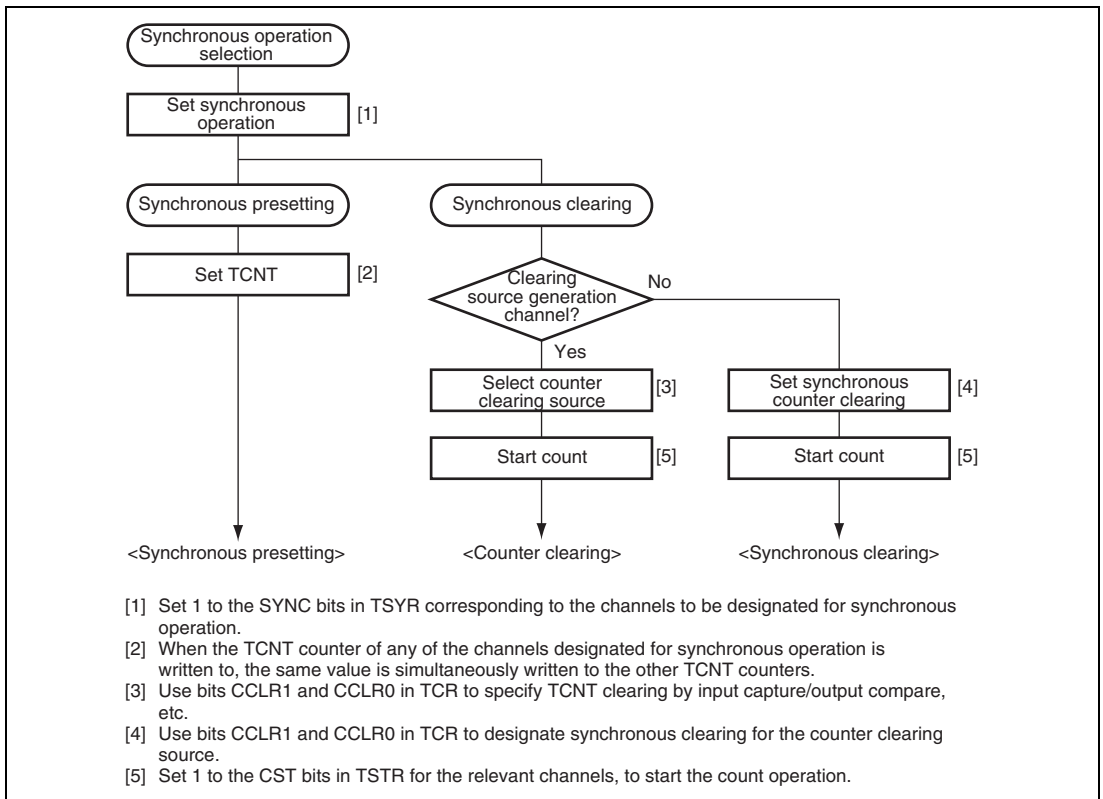 Synchronous operation
selection
Set synchronous
operation
[1]
Synchronous presetting
Synchronous clearing
Set TCNT
[2]
Clearing
source generation
channel?
No
Yes
Select counter
clearing source
[3]
Set synchronous
counter clearing
[4]
Start count
[5]
Start count
[5]
<Synchronous presetting>
<Counter clearing>
<Synchronous clearing>
[1] Set 1 to the SYNC bits in TSYR corresponding to the channels to be designated for synchronous
operation.
[2] When the TCNT counter of any of the channels designated for synchronous operation is
written to, the same value is simultaneously written to the other TCNT counters.
[3] Use bits CCLR1 and CCLR0 in TCR to specify TCNT clearing by input capture/output compare,
etc.
[4] Use bits CCLR1 and CCLR0 in TCR to designate synchronous clearing for the counter clearing
source.
[5] Set 1 to the CST bits in TSTR for the relevant channels, to start the count operation.